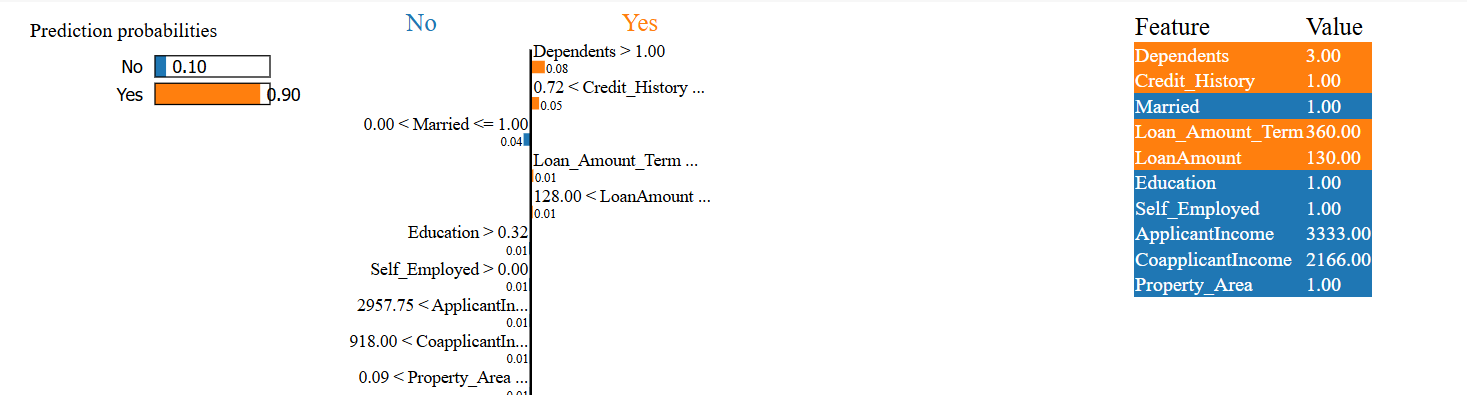 Prediction probabilities
No 0.10
Yes 0.90
No Yes
Dependents > 1.00
0.08
0.72 < Credit_History ...
0.05
0.00 < Married <= 1.00
0.04
Loan_Amount_Term ...
0.01
128.00 < LoanAmount ...
0.01
Education > 0.32
0.01
Self_Employed > 0.00
0.01
2957.75 < ApplicantIn...
0.01
918.00 < CoapplicantIn...
0.01
0.09 < Property_Area ...
0.01
Feature Value
Dependents 3.00
Credit_History 1.00
Married 1.00
Loan_Amount_Term 360.00
LoanAmount 130.00
Education 1.00
Self_Employed 1.00
ApplicantIncome 3333.00
CoapplicantIncome 2166.00
Property_Area 1.00